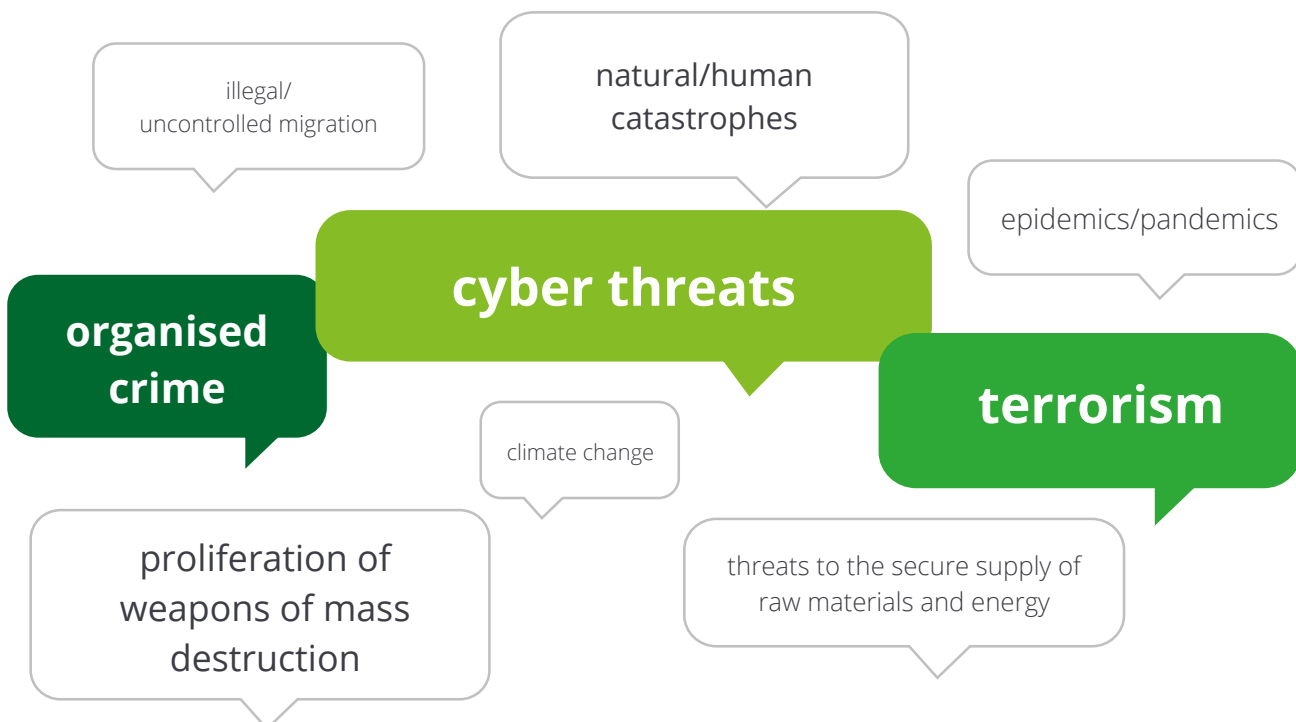 illegal/
uncontrolled migration
natural/human
catastrophes
epidemics/pandemics
cyber threats
organised
crime
terrorism
climate change
proliferation of
weapons of mass
destruction
threats to the secure supply of
raw materials and energy